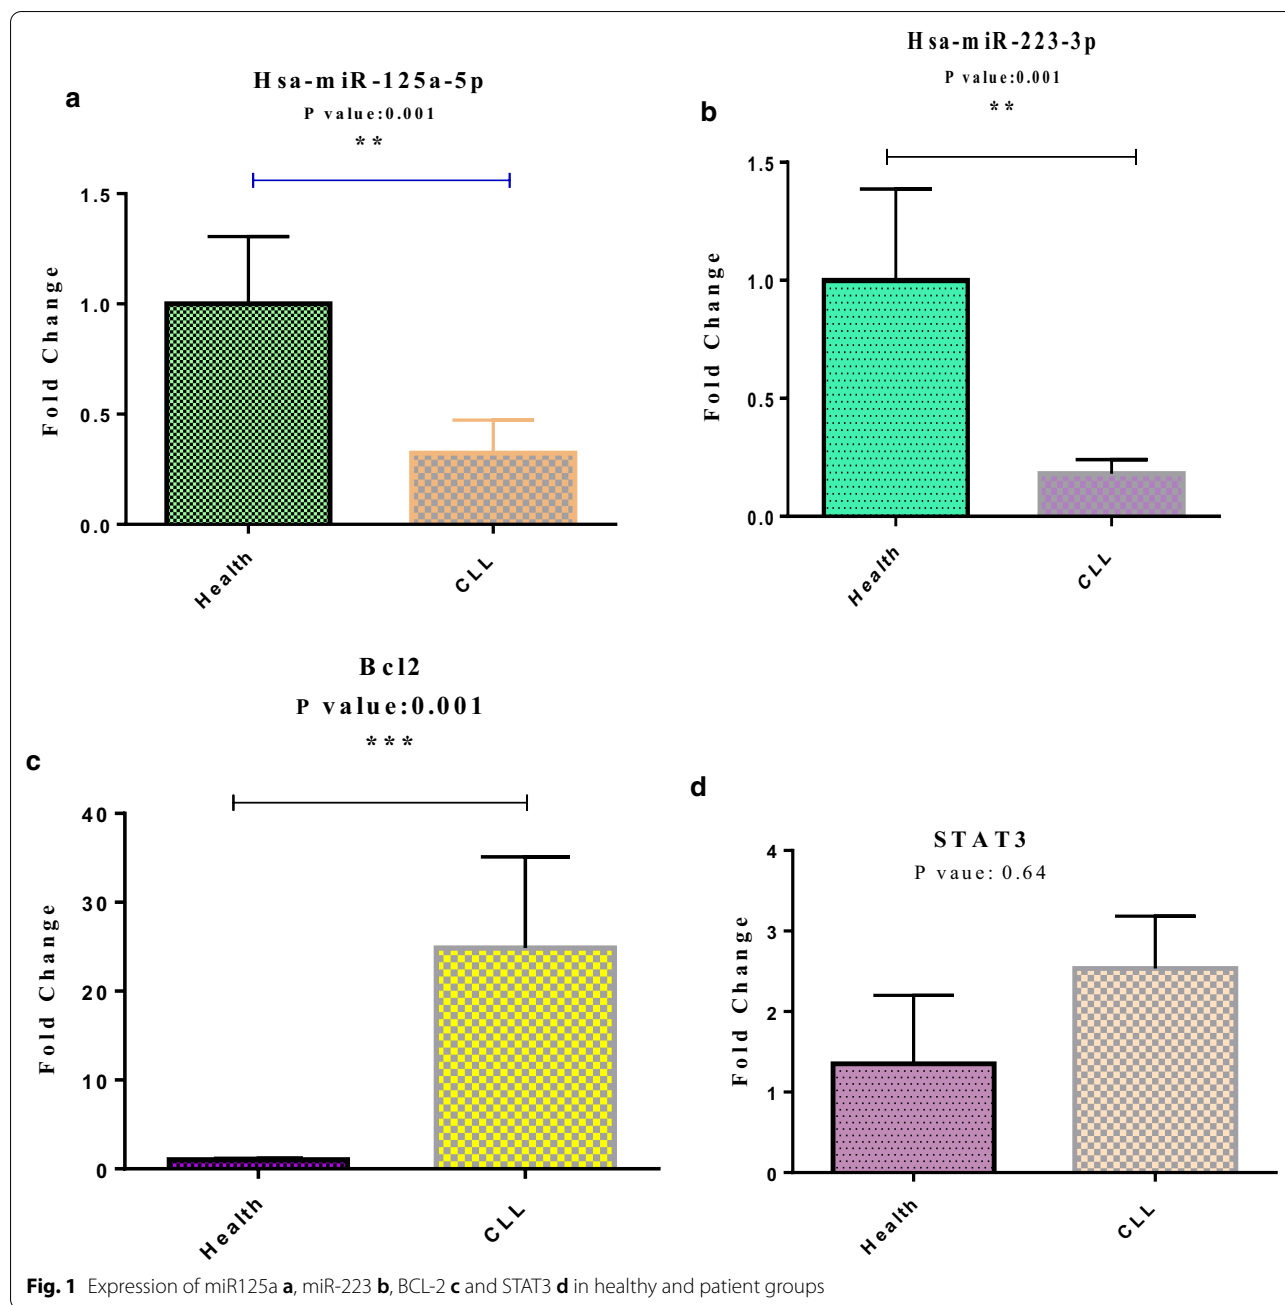 a
Hsa-miR-125a-5p
P value:0.001
**
Fold Change
1.5
1.0
0.5
0.0
Health
CLL
b
Hsa-miR-223-3p
P value:0.001
**
Fold Change
1.5
1.0
0.5
0.0
Health
CLL
c
Bcl2
P value:0.001
***
Fold Change
40
30
20
10
0
Health
CLL
d
STAT3
P vaue: 0.64
Fold Change
4
3
2
1
0
Health
CLL
Fig. 1 Expression of miR125a a, miR-223 b, BCL-2 c and STAT3 d in healthy and patient groups